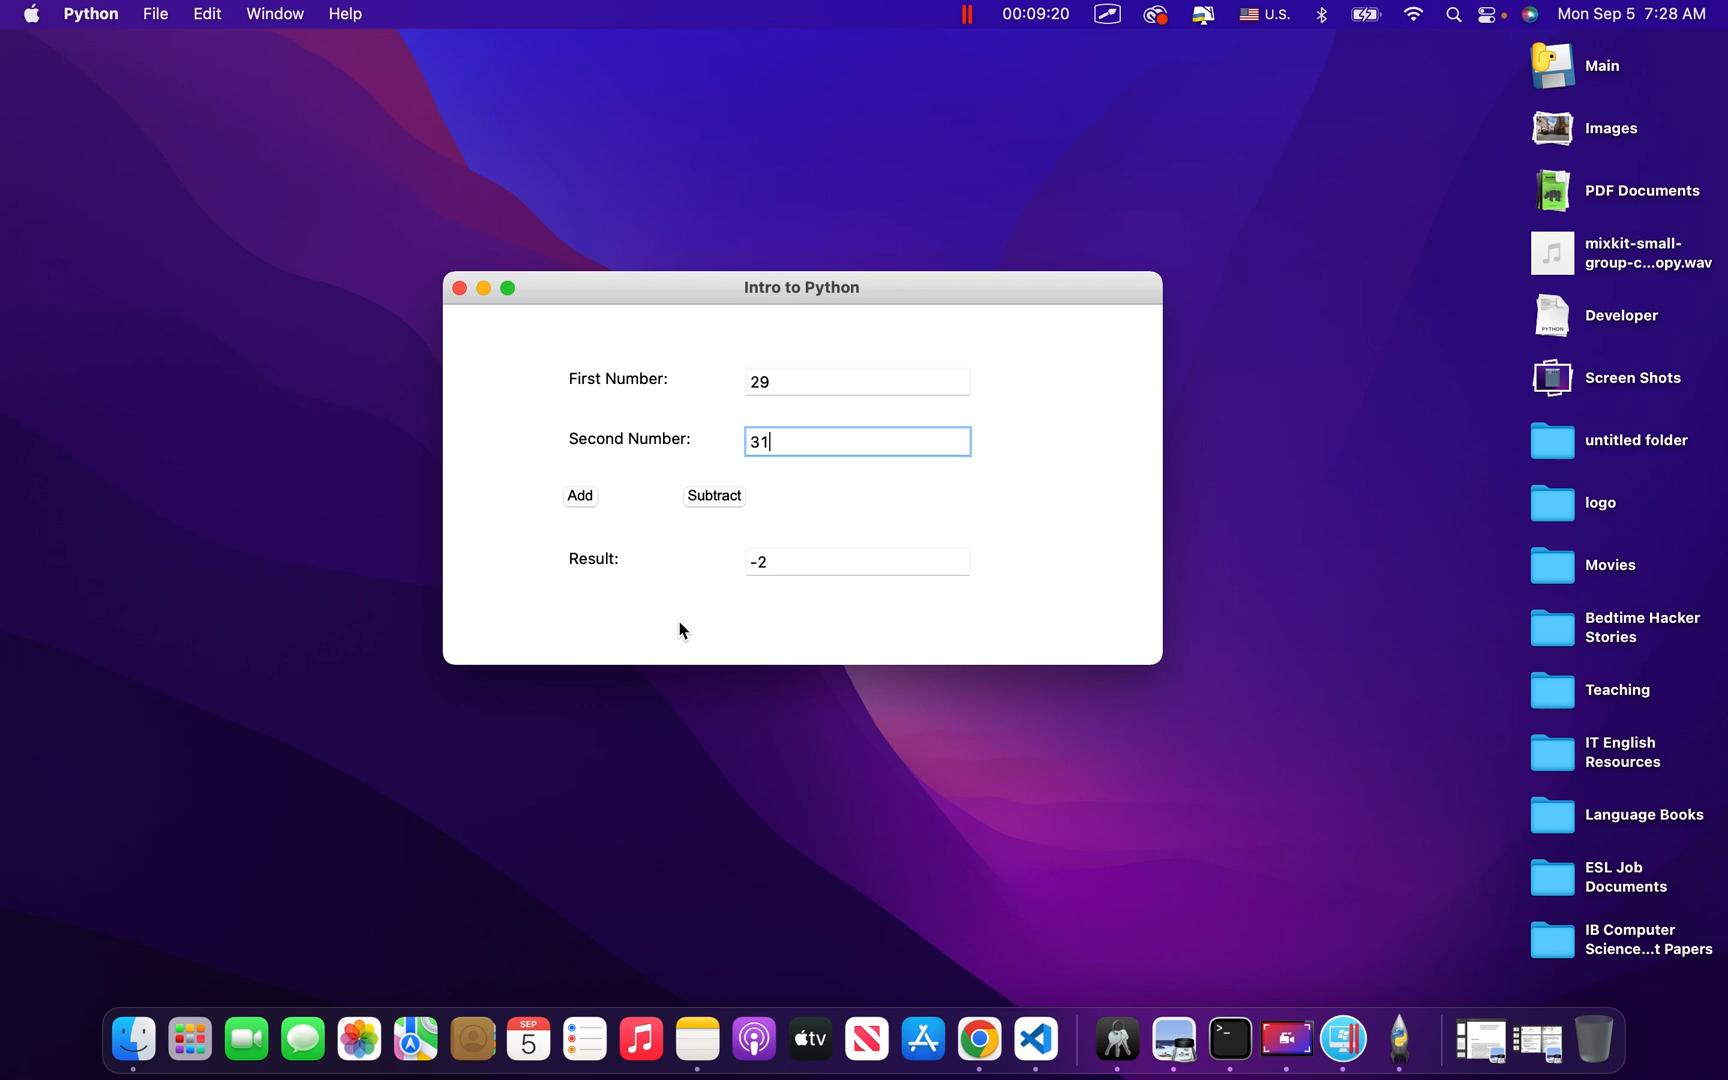 Python File Edit Window Help 00:09:20 U.S. Mon Sep 5 7:28 AM
Main
Images
PDF Documents
mixkit-small-
group-c...opy.wav
PYTHON
Developer
Screen Shots
untitled folder
logo
Movies
Bedtime Hacker
Stories
Teaching
IT English
Resources
Language Books
ESL Job
Documents
IB Computer
Science...t Papers
Intro to Python
First Number: 29
Second Number: 31
Add Subtract
Result: -2
SEP
5
tv
>_